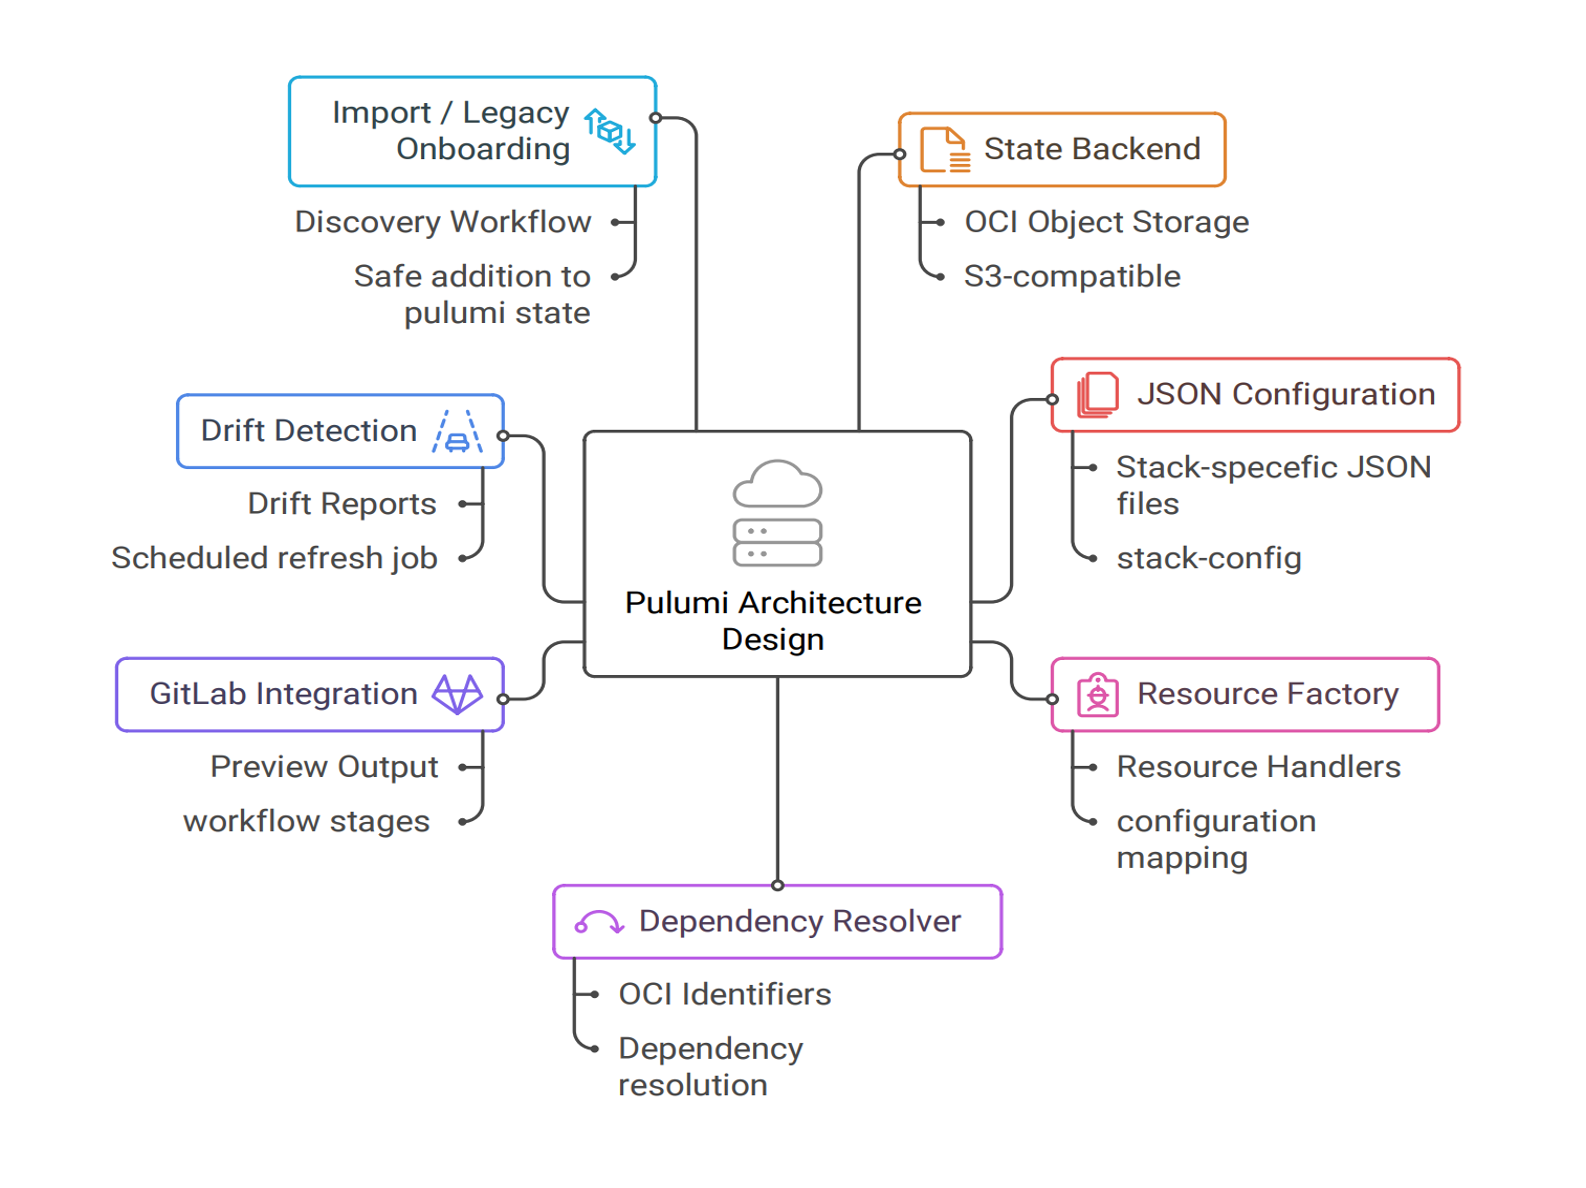 Import / Legacy
Onboarding
Discovery Workflow
Safe addition to
pulumi state
State Backend
OCI Object Storage
S3-compatible
Drift Detection
Drift Reports
Scheduled refresh job
JSON Configuration
Stack-specefic JSON
files
stack-config
Pulumi Architecture
Design
GitLab Integration
Preview Output
workflow stages
Resource Factory
Resource Handlers
configuration
mapping
Dependency Resolver
OCI Identifiers
Dependency
resolution